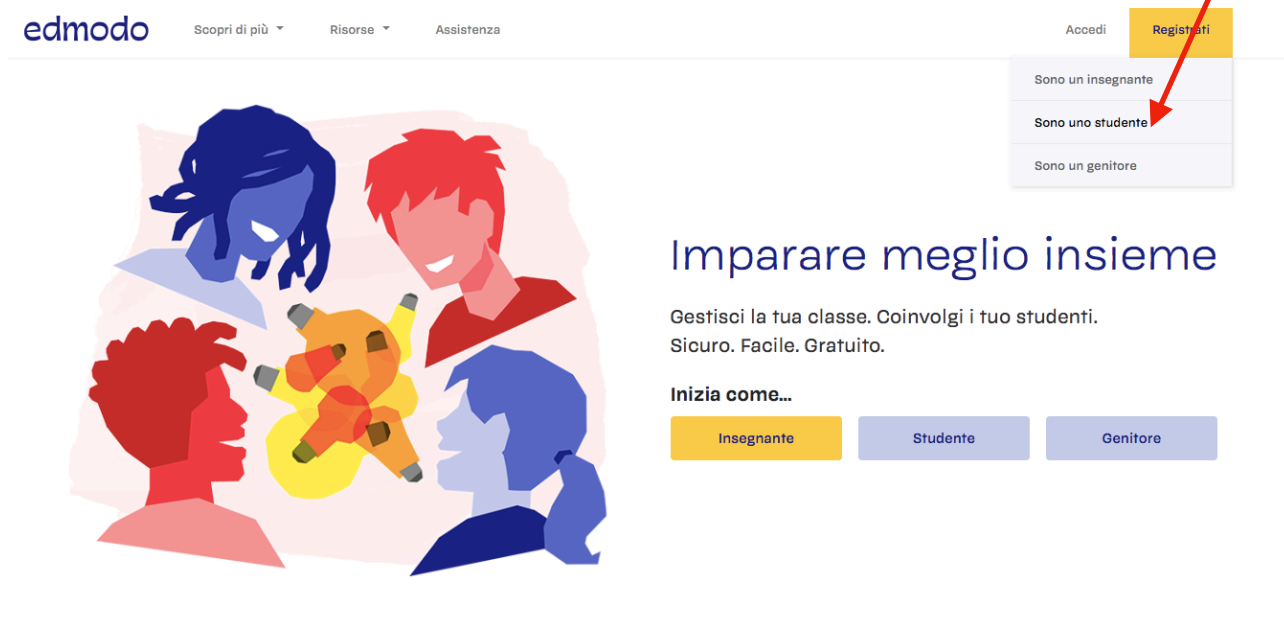 edmodo
Scopri di più
Risorse
Assistenza
Accedi
Registrati
Sono un insegnante
Sono uno studente
Sono un genitore
Imparare meglio insieme
Gestisci la tua classe. Coinvolgi i tuo studenti.
Sicuro. Facile. Gratuito.
Inizia come...
Insegnante
Studente
Genitore